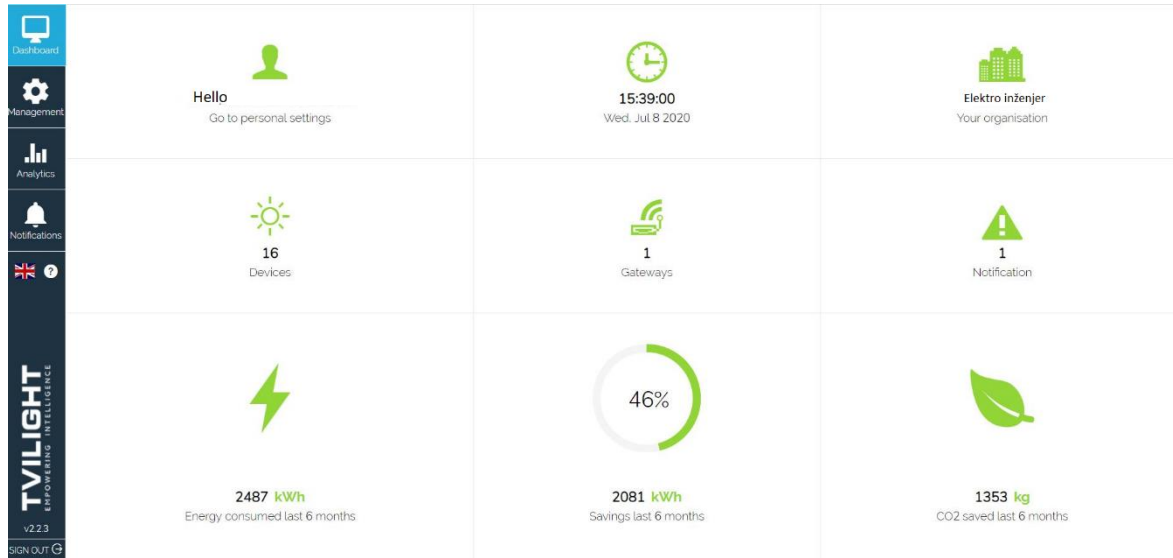 Dashboard
Management
Analytics
Notifications
?
TVILIGHT
EMPOWERING INTELLIGENCE
v2.2.3
SIGN OUT
Hello
Go to personal settings
15:39:00
Wed. Jul 8 2020
Elektro inženjer
Your organisation
16
Devices
1
Gateways
1
Notification
2487 kWh
Energy consumed last 6 months
46%
2081 kWh
Savings last 6 months
1353 kg
CO2 saved last 6 months